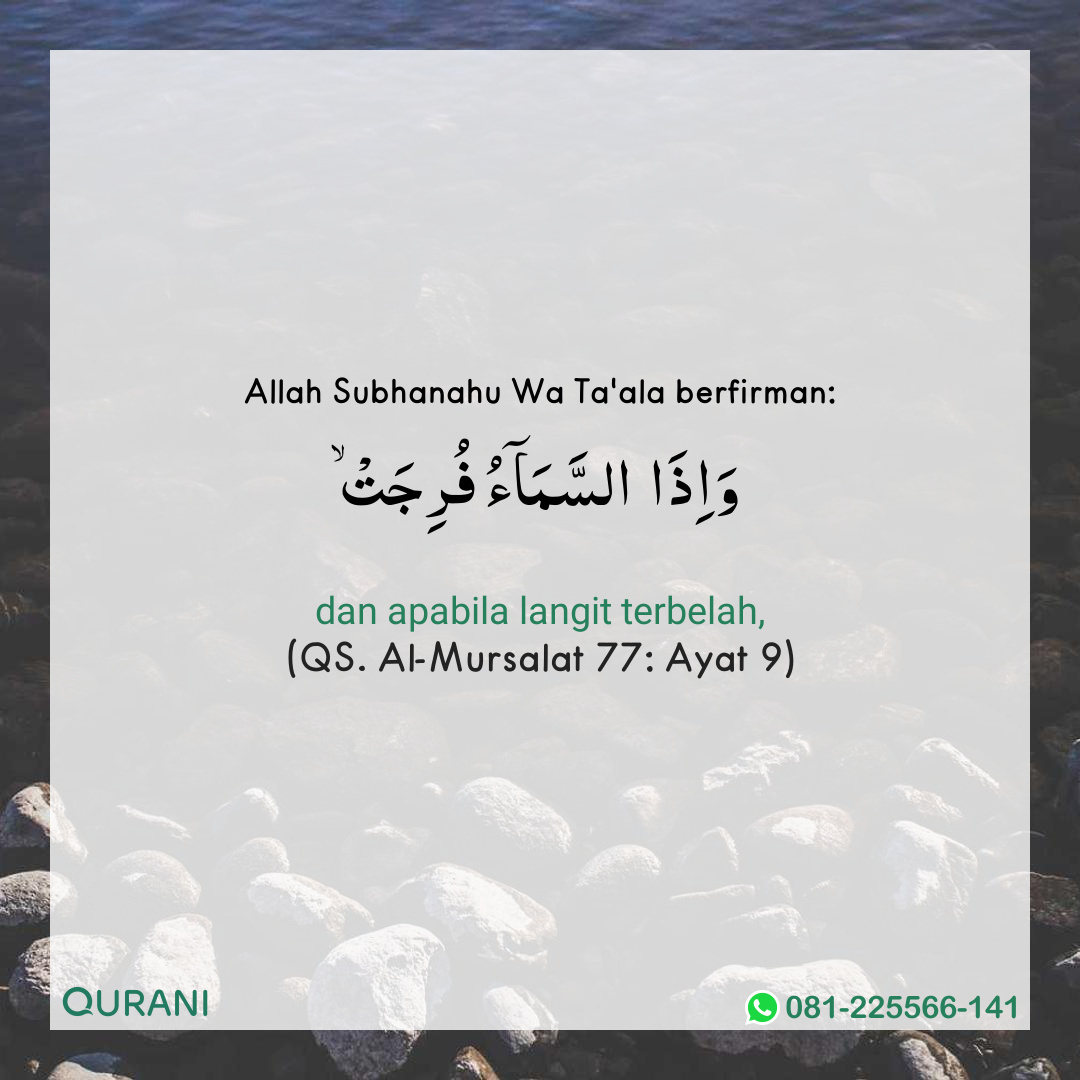 Allah Subhanahu Wa Ta'ala berfirman:
وَاِذَا السَّمَاۤءُ فُرِجَتْۙ
dan apabila langit terbelah,
(QS. Al-Mursalat 77: Ayat 9)
QURANI
081-225566-141